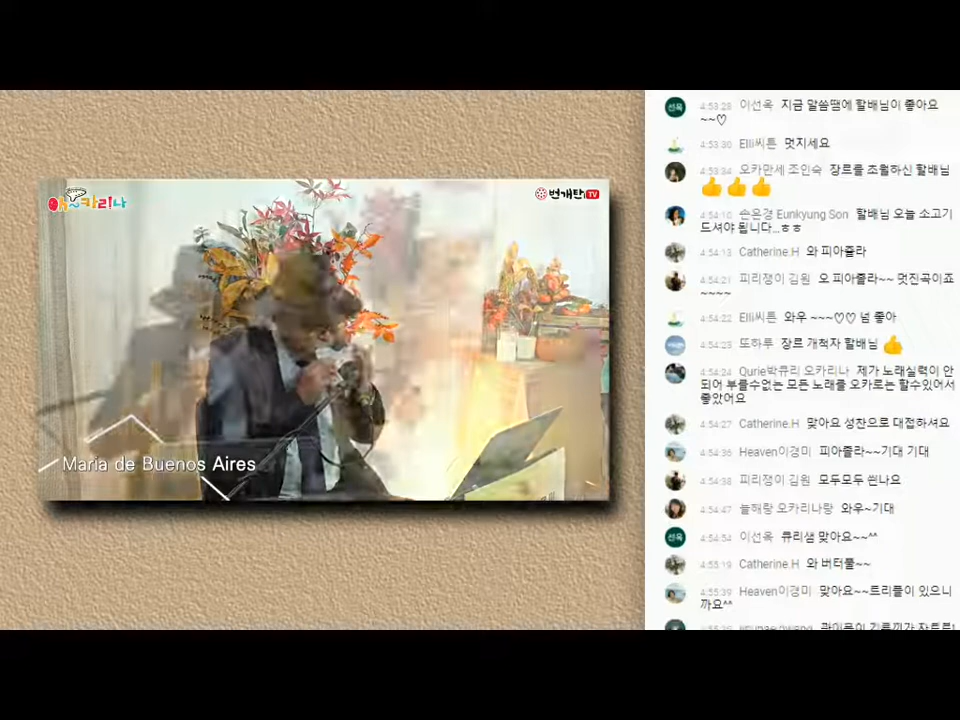 오~카리나
번개탄TV
Maria de Buenos Aires
선옥 4:53:28 이선옥 지금 말씀땜에 할배님이 좋아요
~~♡
4:53:30 Elli씨튼 멋지세요
4:53:34 오카만세 조인숙 장르를 초월하신 할배님
👍👍👍
4:54:10 손은경 Eunkyung Son 할배님 오늘 소고기
드셔야 됩니다...ㅎㅎ
4:54:13 Catherine.H 와 피아졸라
4:54:21 피리쟁이 김원 오 피아졸라~~ 멋진곡이죠
~~~~
4:54:22 Elli씨튼 와우 ~~~♡♡ 넘 좋아
4:54:23 또하루 장르 개척자 할배님 👍
4:54:24 Qurie박큐리 오카리나 제가 노래실력이 안
되어 부를수없는 모든 노래를 오카로는 할수있어서
좋았어요
4:54:27 Catherine.H 맞아요 성찬으로 대접하셔요
4:54:36 Heaven이경미 피아졸라~~기대 기대
4:54:38 피리쟁이 김원 모두모두 씐나요
4:54:47 늘해랑 오카리나랑 와우~기대
선옥 4:54:54 이선옥 큐리샘 맞아요~~^^
4:55:19 Catherine.H 와 버터풀~~
4:55:39 Heaven이경미 맞아요~~트리플이 있으니
까요^^